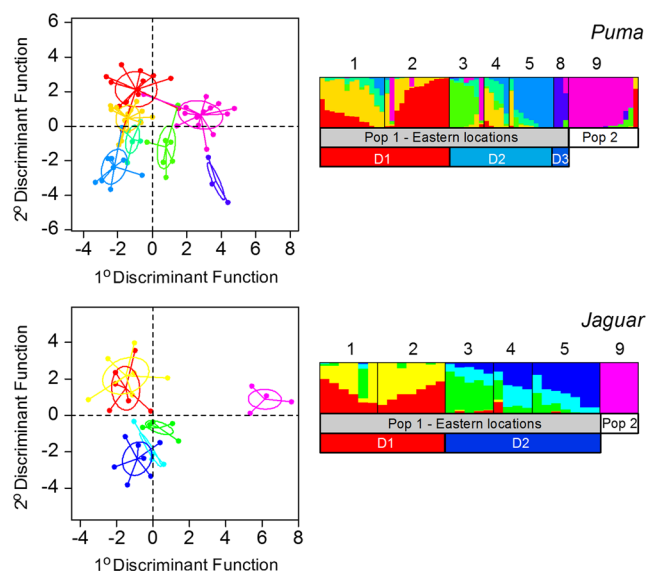 Puma
6
4
2
0
-2
-4
-6
2º Discriminant Function
-4 -2 0 2 4 6 8
1º Discriminant Function
1 2 3 4 5 8 9
Pop 1 - Eastern locations Pop 2
D1 D2 D3
Jaguar
4
2
0
-2
-4
2º Discriminant Function
-4 -2 0 2 4 6 8
1º Discriminant Function
1 2 3 4 5 9
Pop 1 - Eastern locations Pop 2
D1 D2